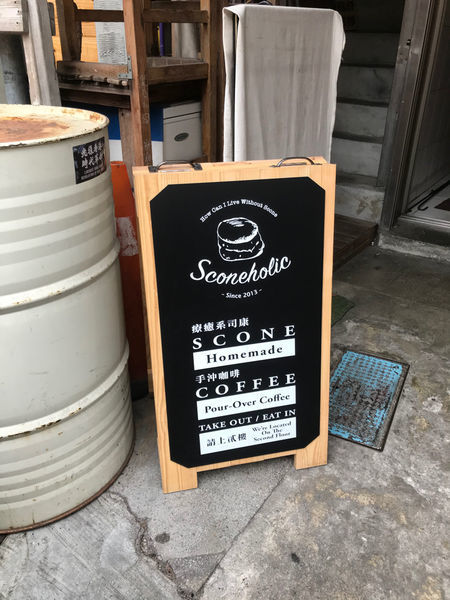 How Can I Live Without Scone
Sconeholic
- Since 2013 -
療癒系司康
SCONE
Homemade
手沖咖啡
COFFEE
Pour-Over Coffee
TAKE OUT / EAT IN
請上貳樓
We're Located
On The
Second Floor